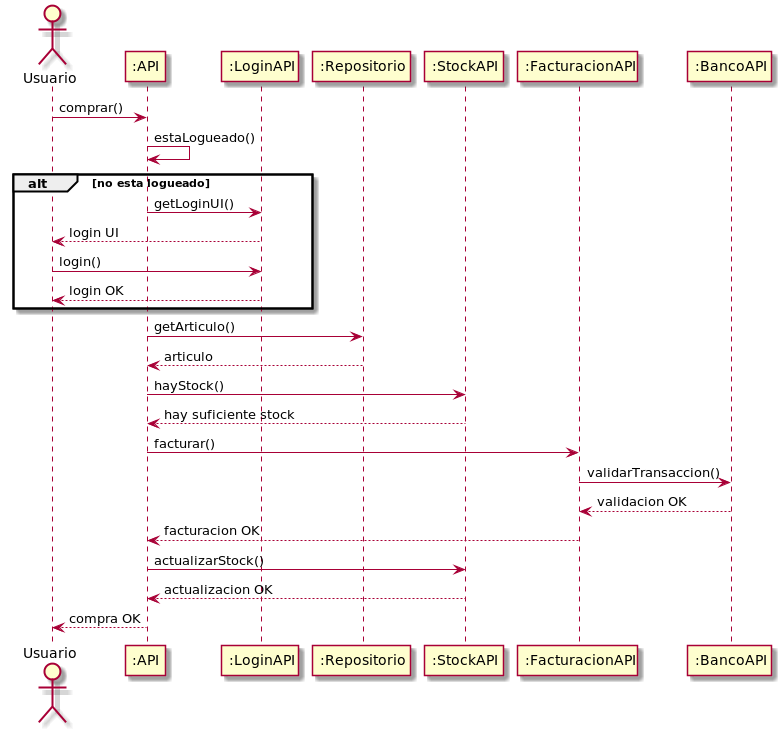 Usuario
:API
:LoginAPI
:Repositorio
:StockAPI
:FacturacionAPI
:BancoAPI
comprar()
estaLogueado()
alt
[no esta logueado]
getLoginUI()
login UI
login()
login OK
getArticulo()
articulo
hayStock()
hay suficiente stock
facturar()
validarTransaccion()
validacion OK
facturacion OK
actualizarStock()
actualizacion OK
compra OK
Usuario
:API
:LoginAPI
:Repositorio
:StockAPI
:FacturacionAPI
:BancoAPI